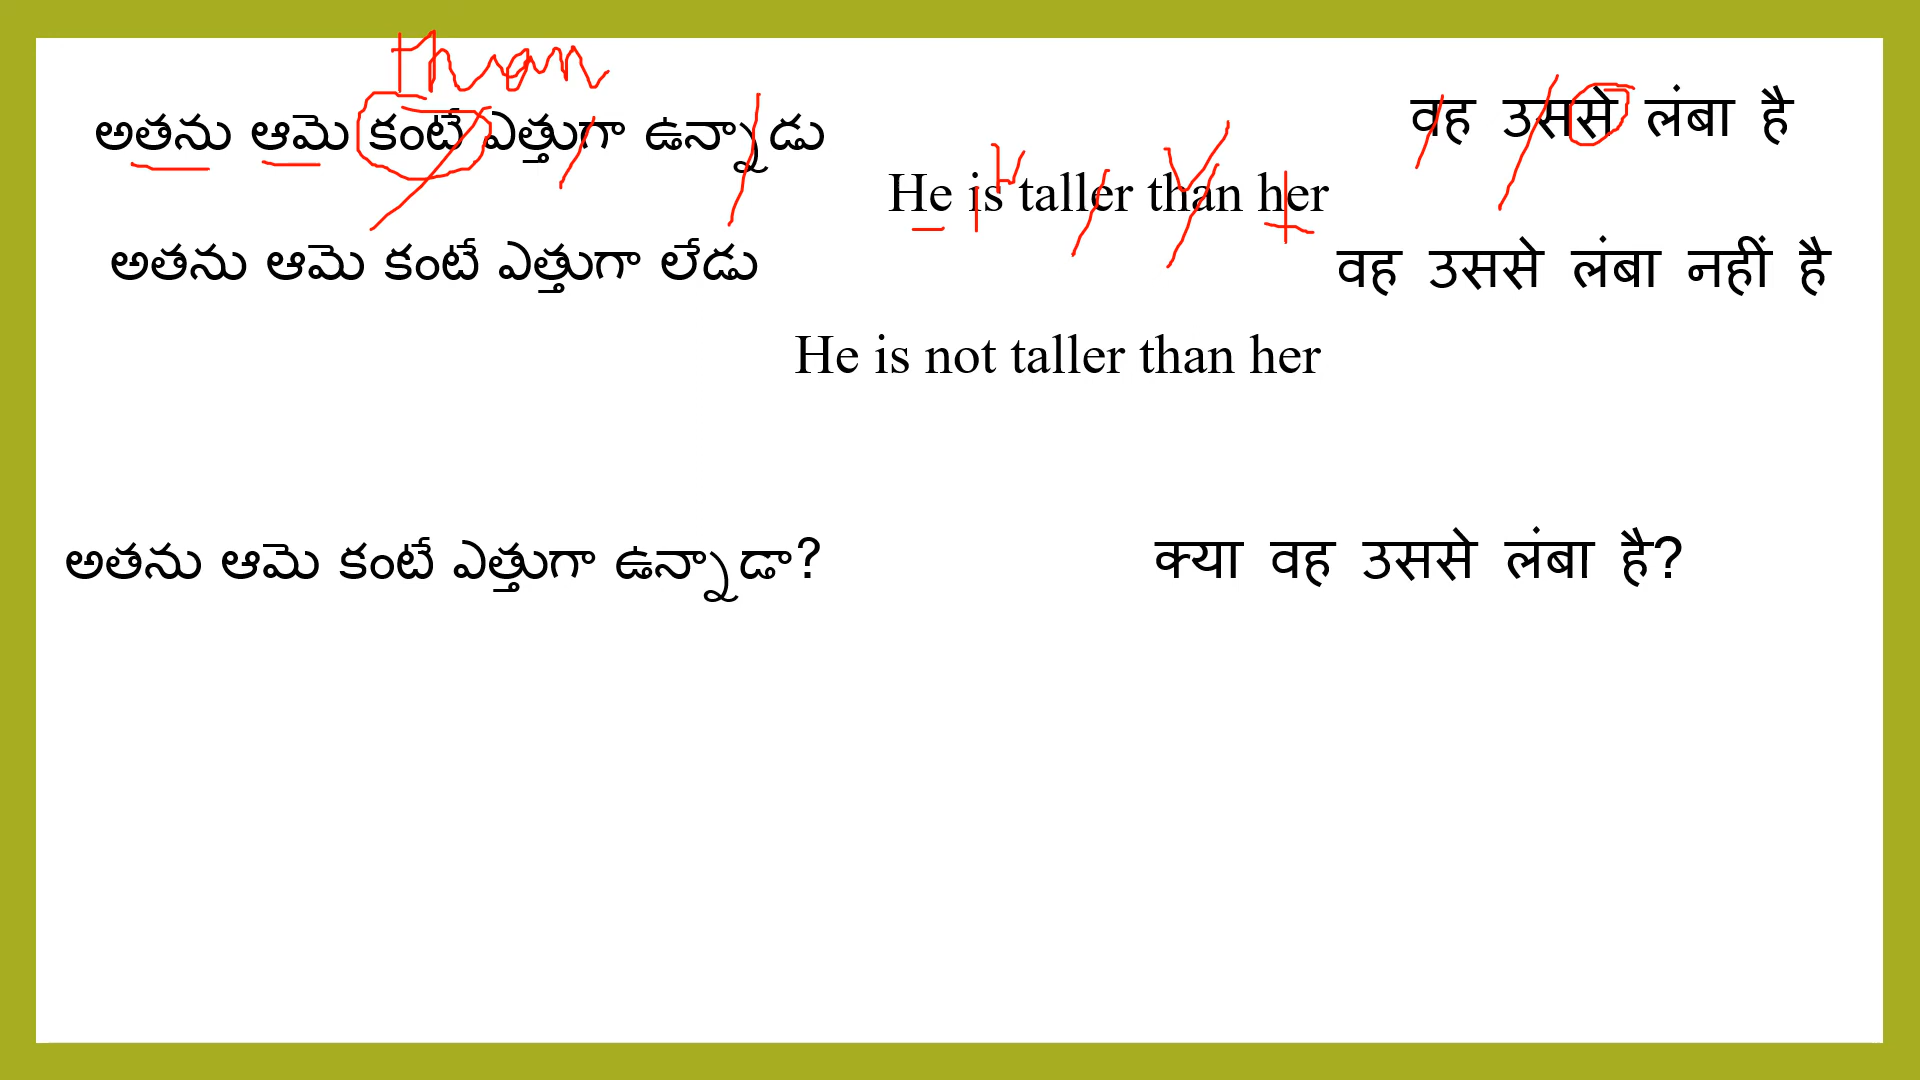 than
అతను ఆమె కంటే ఎత్తుగా ఉన్నాడు
वह उससे लंबा है
He is taller than her
అతను ఆమె కంటే ఎత్తుగా లేడు
वह उससे लंबा नहीं है
He is not taller than her
అతను ఆమె కంటే ఎత్తుగా ఉన్నాడా?
क्या वह उससे लंबा है?